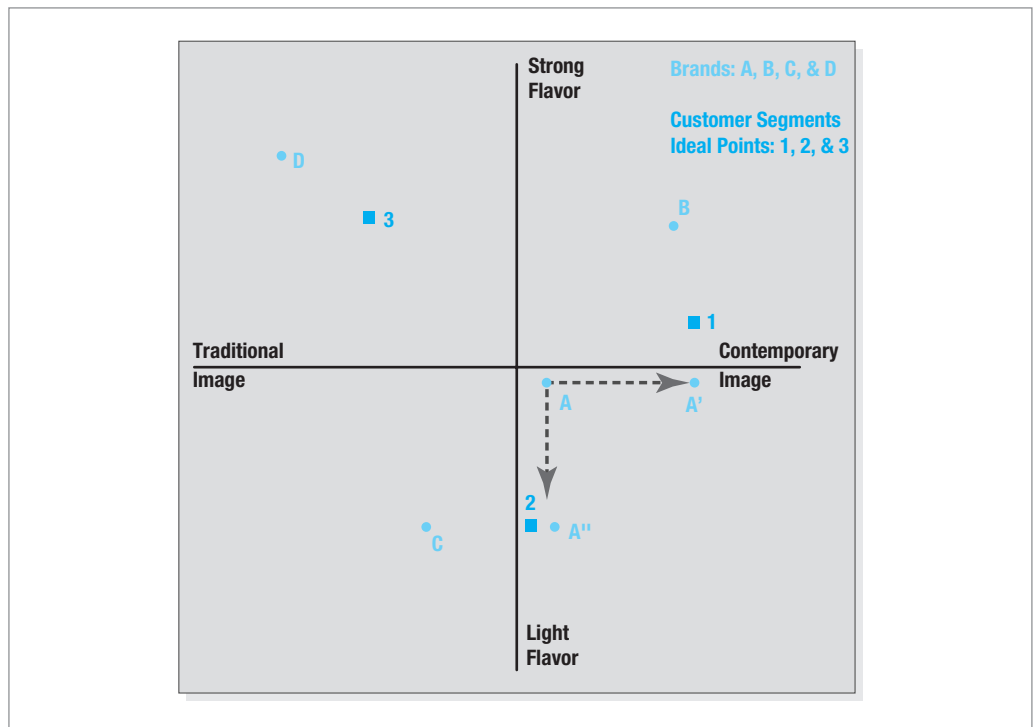 Strong
Flavor
Brands: A, B, C, & D
Customer Segments
Ideal Points: 1, 2, & 3
D
3
B
1
Traditional
Image
Contemporary
Image
A
A’
2
C
A"
Light
Flavor